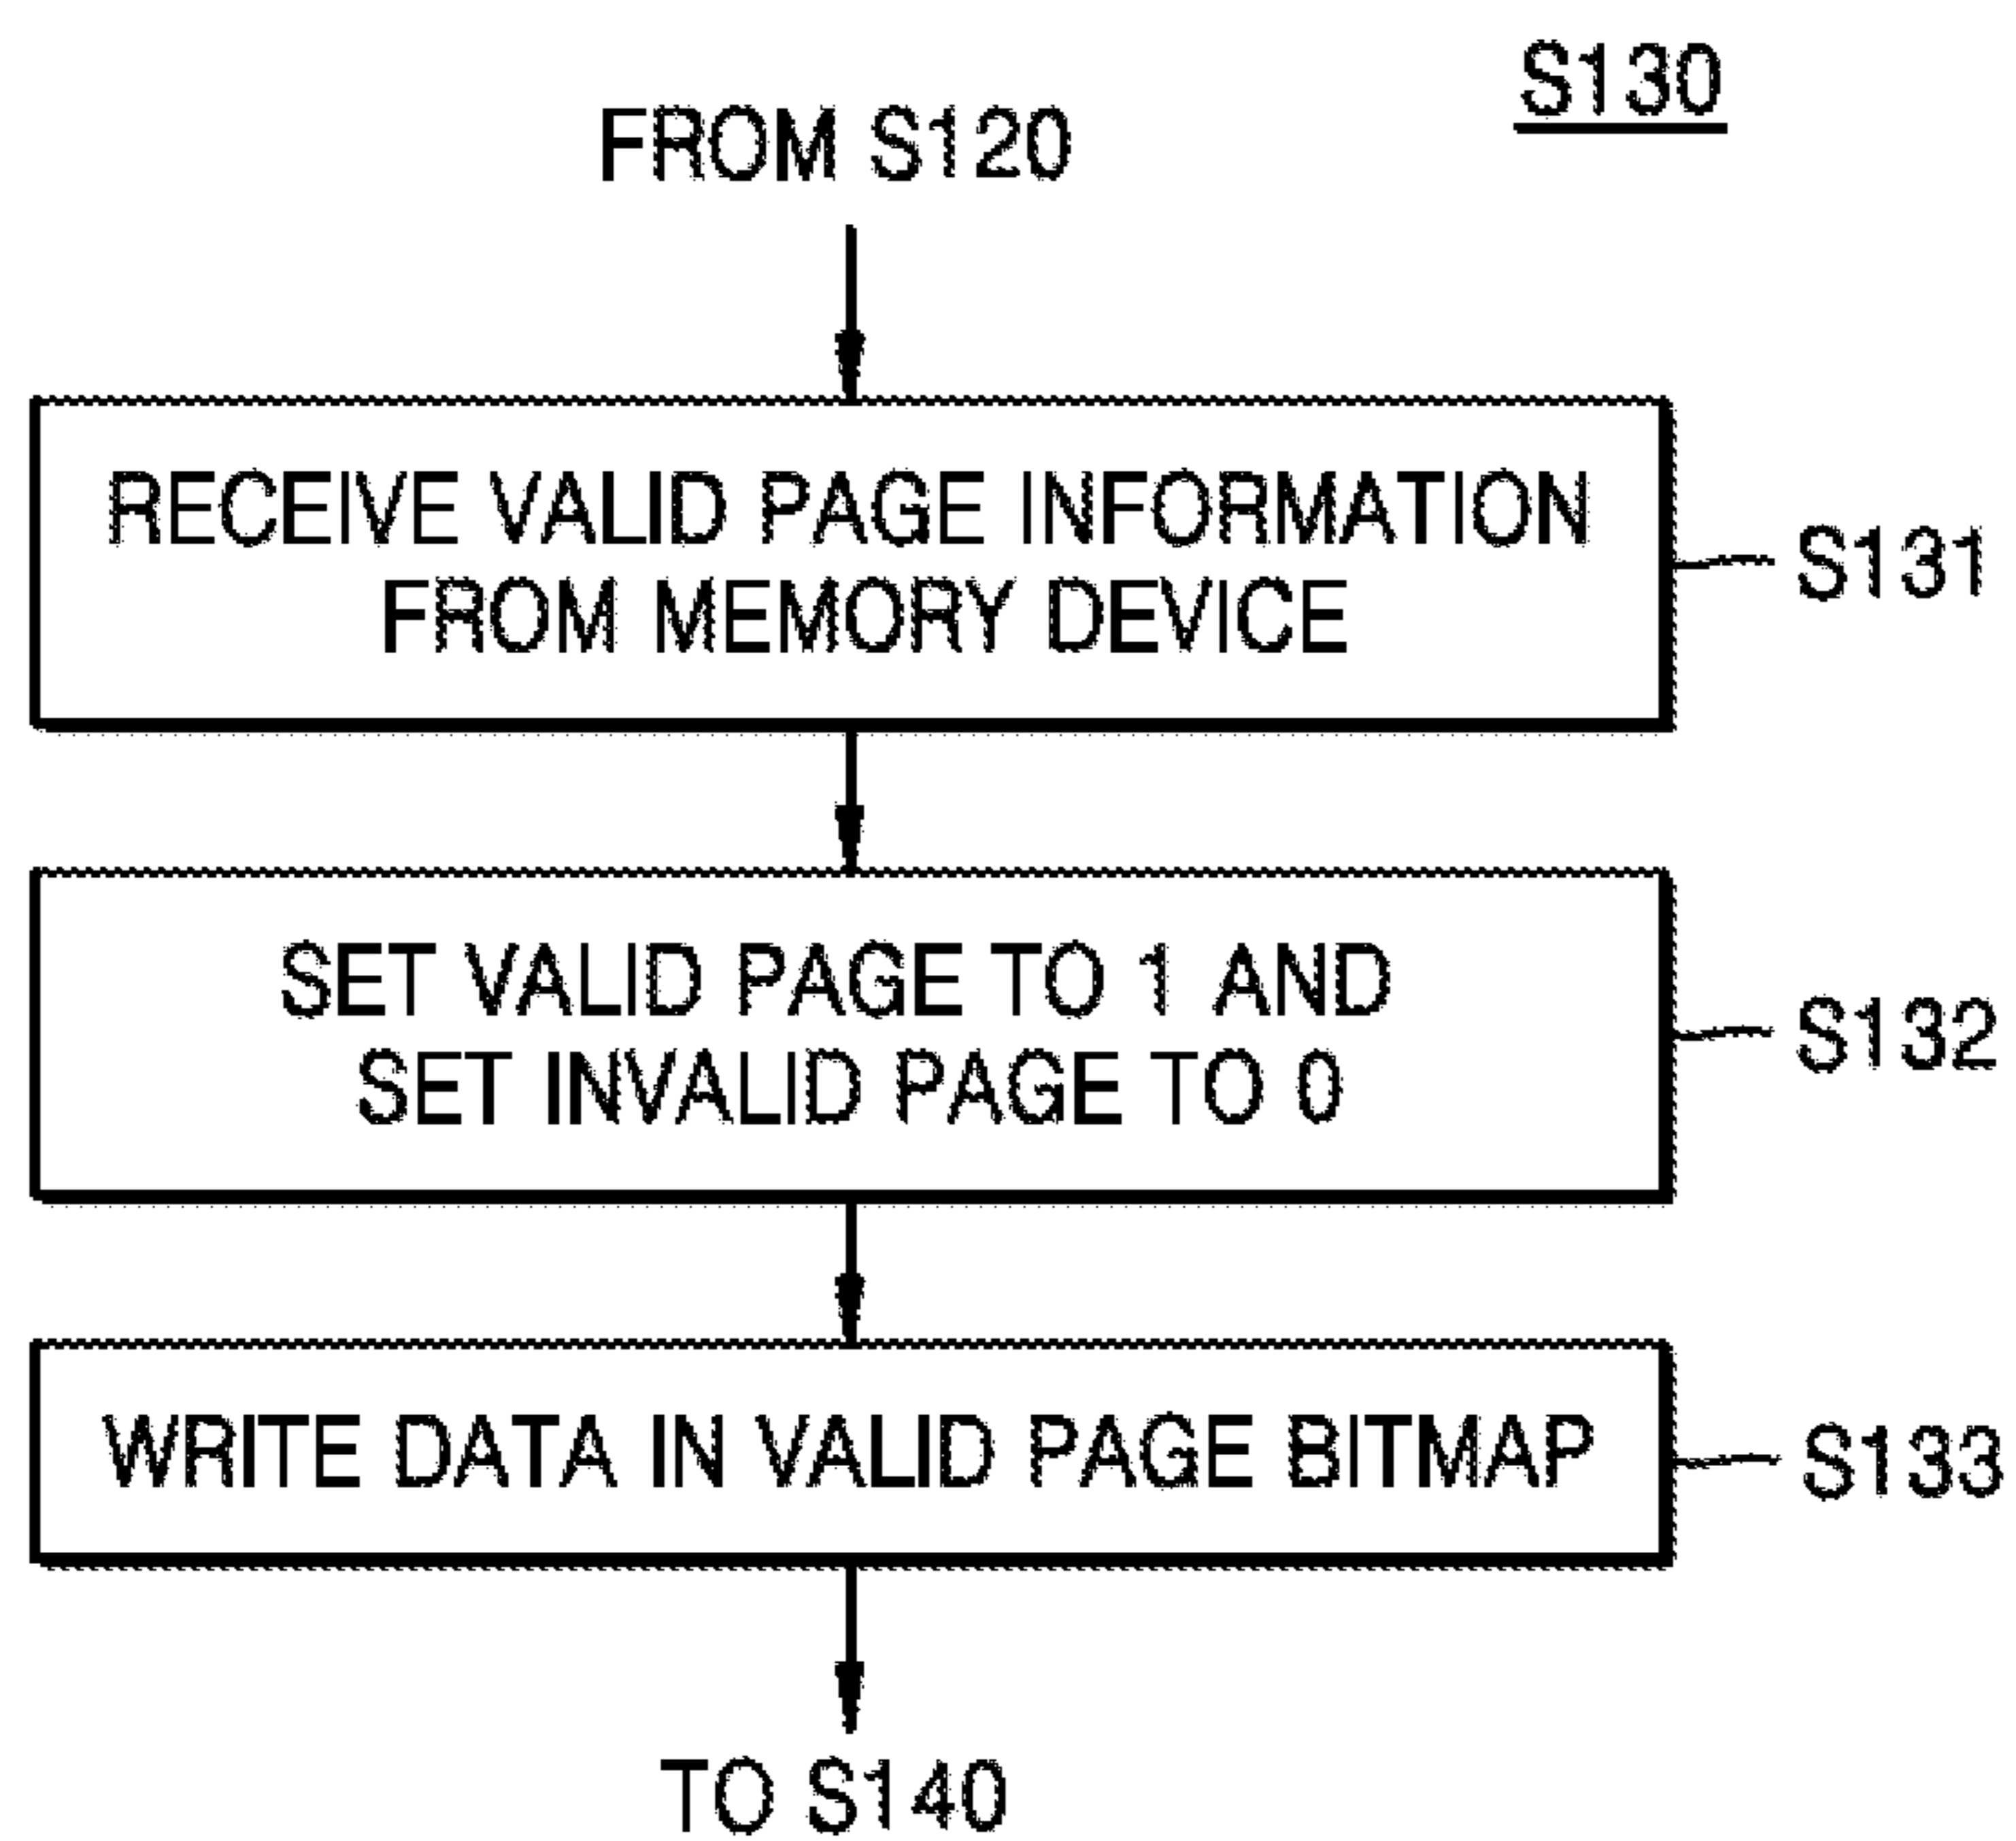 S130
FROM S120
RECEIVE VALID PAGE INFORMATION
FROM MEMORY DEVICE
S131
SET VALID PAGE TO 1 AND
SET INVALID PAGE TO 0
S132
WRITE DATA IN VALID PAGE BITMAP
S133
TO S140